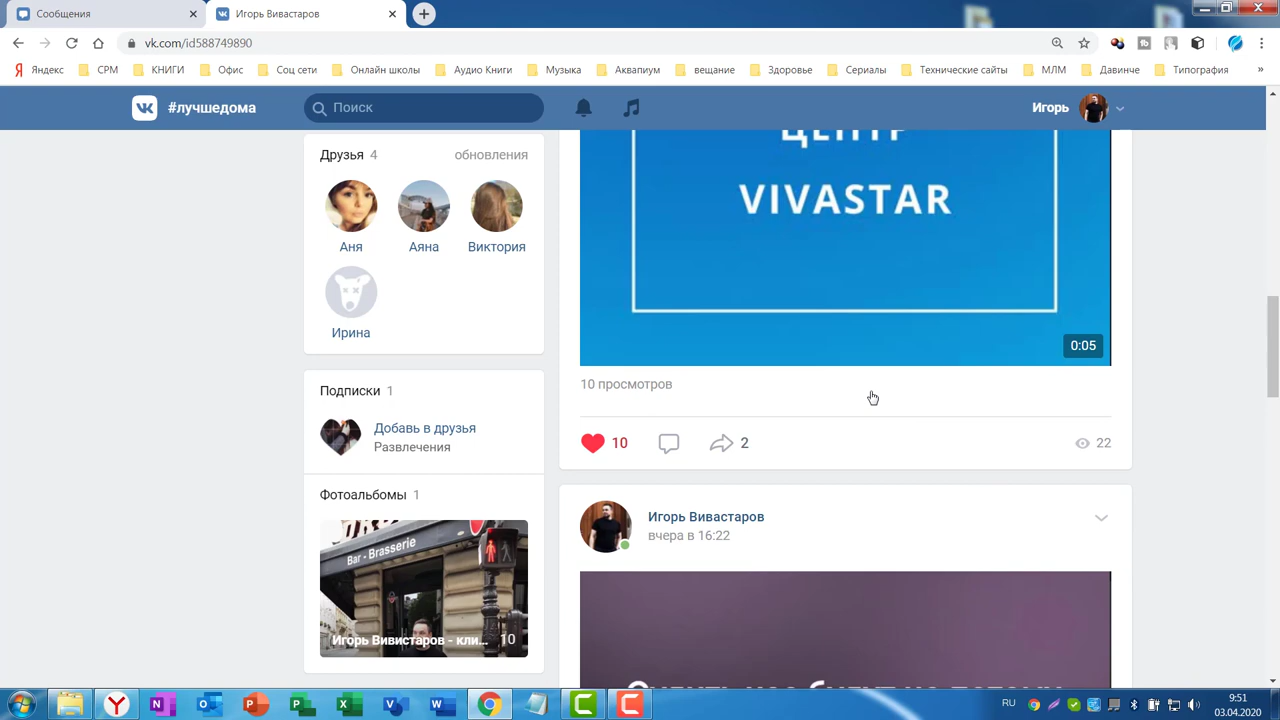 Сообщения
Игорь Вивастаров
vk.com/id588749890
Яндекс
СРМ
КНИГИ
Офис
Соц сети
Онлайн школы
Аудио Книги
Музыка
Аквапиум
вещание
Здоровье
Сериалы
Технические сайты
МЛМ
Давинче
Типография
»
#лучшедома
Поиск
Игорь
Друзья 4
обновления
Аня
Аяна
Виктория
Ирина
Подписки 1
Добавь в друзья
Развлечения
Фотоальбомы 1
Bar - Brasserie
Игорь Вивистаров - кли...
10
ЦЕНТР
VIVASTAR
0:05
10 просмотров
10
2
22
Игорь Вивастаров
вчера в 16:22
RU
9:51
03.04.2020